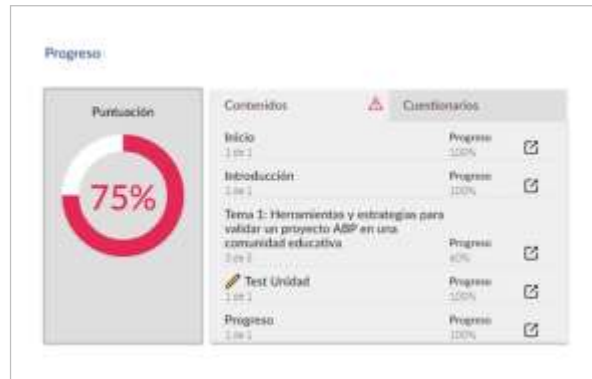 Progreso
Puntuación
75%
Contenidos
Cuestionarios
Inicio
1 de 1
Progreso
100%
Introducción
1 de 1
Progreso
100%
Tema 1: Herramientas y estrategias para
validar un proyecto ABP en una
comunidad educativa
Progreso
60%
Test Unidad
1 de 1
Progreso
100%
Progreso
1 de 1
Progreso
100%